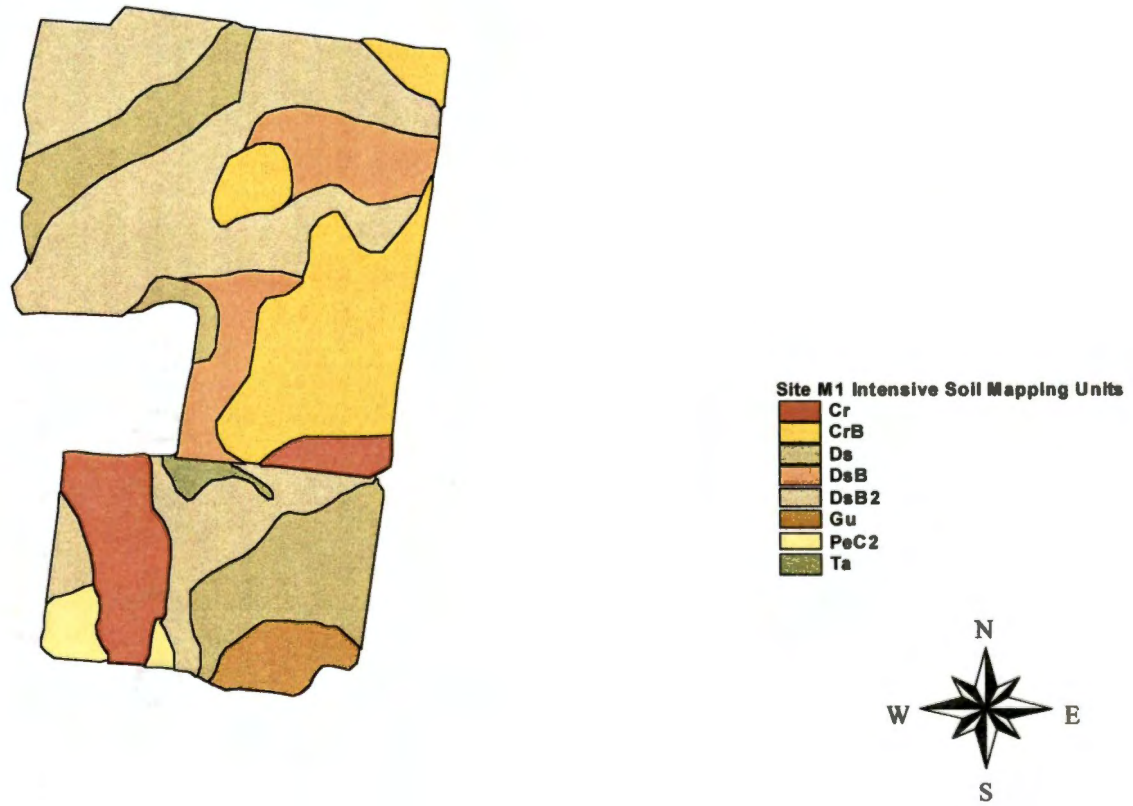 Site M1 Intensive Soil Mapping Units
Cr
CrB
Ds
DsB
DsB2
Gu
PeC2
Ta
N
W E
S